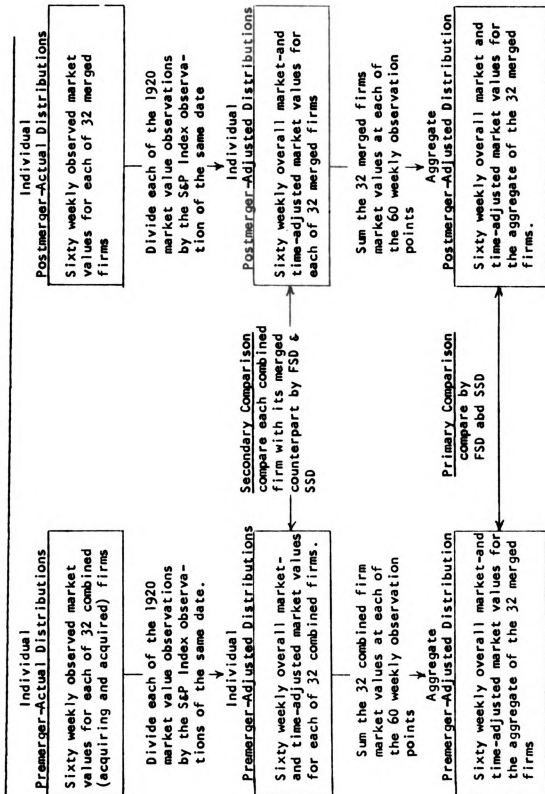 Individual
Premerger-Actual Distributions
Sixty weekly observed market
values for each of 32 combined
(acquiring and acquired) firms
Divide each of the 1920
market value observations
by the S&P Index observa-
tions of the same date.
Individual
Premerger-Adjusted Distributions
Sixty weekly overall market-
and time-adjusted market values
for each of 32 combined firms.
Sum the 32 combined firm
market values at each of
the 60 weekly observation
points
Aggregate
Premerger-Adjusted Distribution
Sixty weekly overall market-and
time-adjusted market values for
the aggregate of the 32 merged
firms
Secondary Comparison
compare each combined
firm with its merged
counterpart by FSD &
SSD
Primary Comparison
compare by
FSD abd SSD
Individual
Postmerger-Actual Distributions
Sixty weekly observed market
values for each of 32 merged
firms
Divide each of the 1920
market value observations
by the S&P Index observa-
tion of the same date
Individual
Postmerger-Adjusted Distributions
Sixty weekly overall market-and
time-adjusted market values for
each of 32 merged firms
Sum the 32 merged firms
market values at each of
the 60 weekly observation
points
Aggregate
Postmerger-Adjusted Distribution
Sixty weekly overall market and
time-adjusted market values for
the aggregate of the 32 merged
firms.